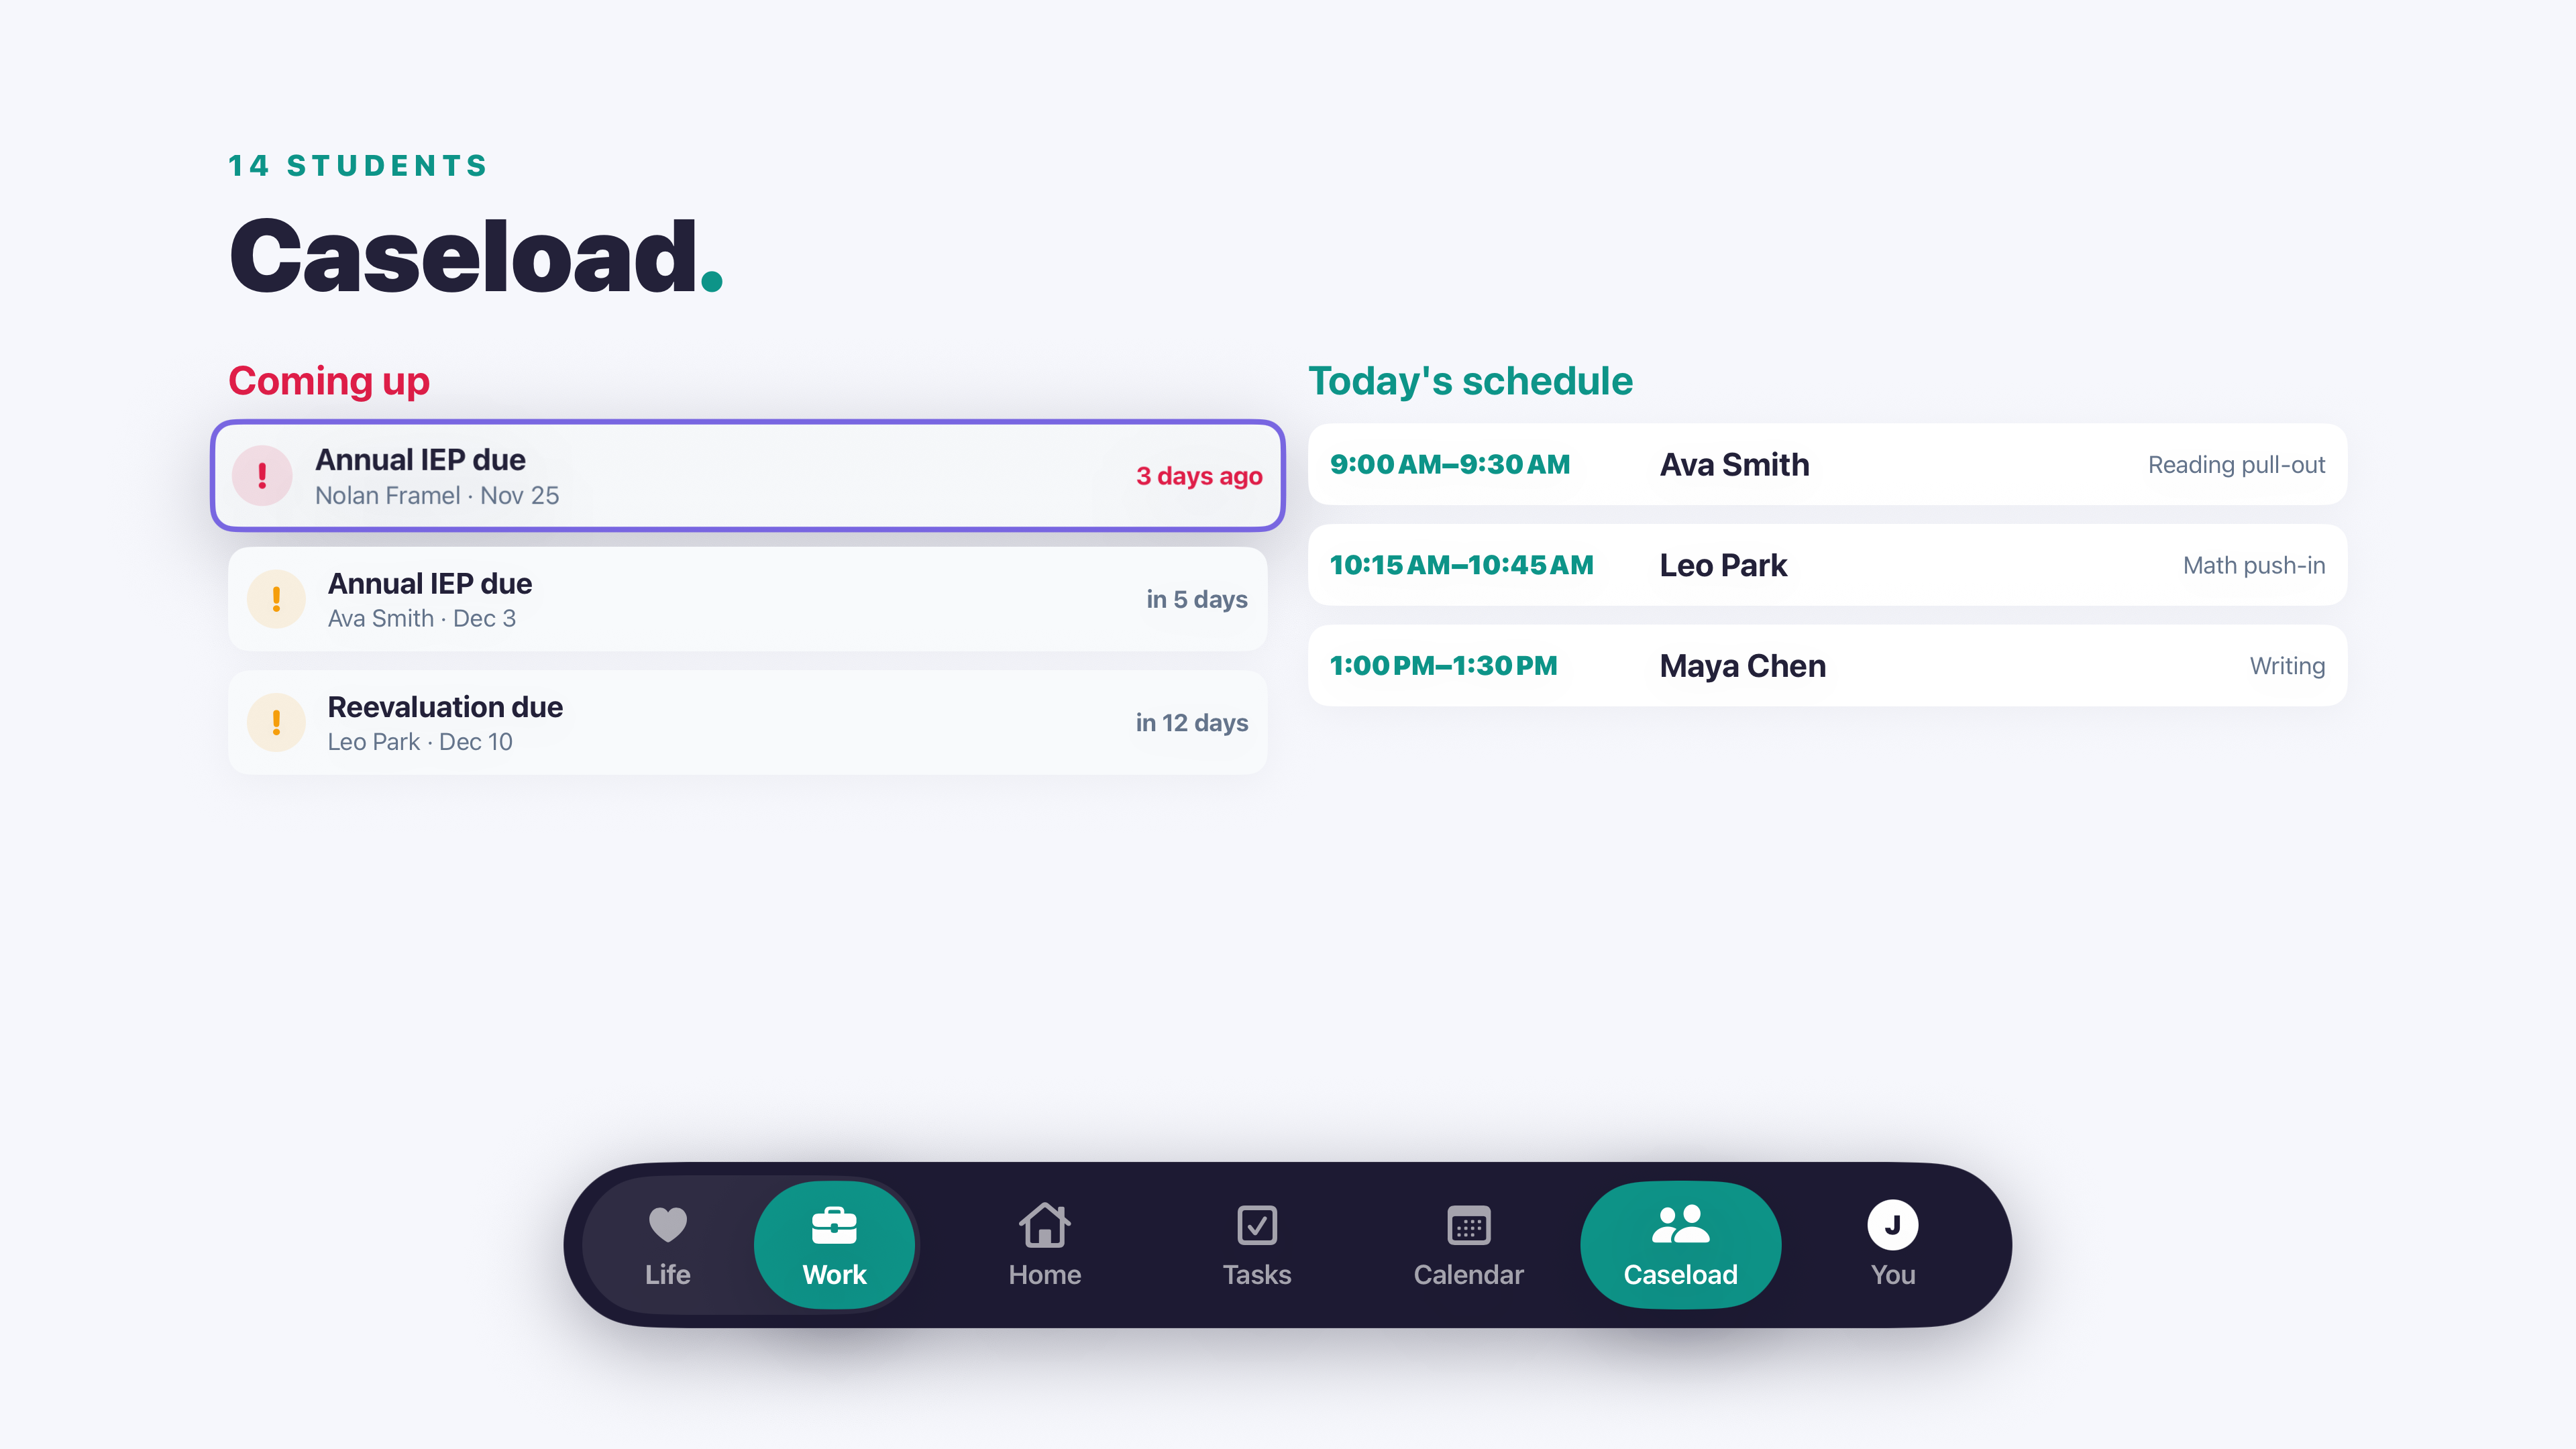 14 STUDENTS
Caseload.
Coming up
Annual IEP due
Nolan Framel · Nov 25
3 days ago
Annual IEP due
Ava Smith · Dec 3
in 5 days
Reevaluation due
Leo Park · Dec 10
in 12 days
Today's schedule
9:00 AM–9:30 AM Ava Smith Reading pull-out
10:15 AM–10:45 AM Leo Park Math push-in
1:00 PM–1:30 PM Maya Chen Writing
J
Life Work Home Tasks Calendar Caseload You